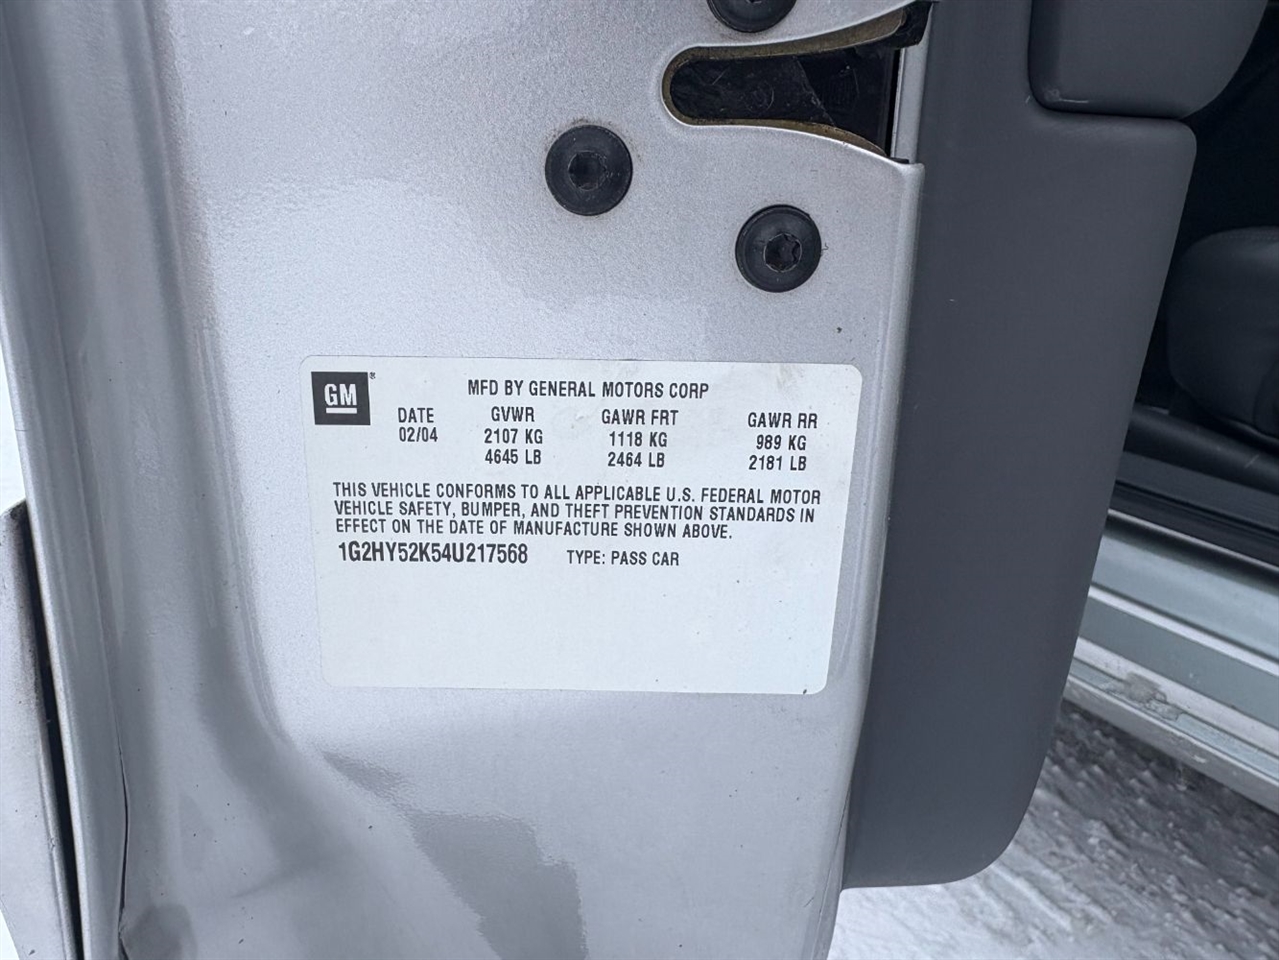 GM®
MFD BY GENERAL MOTORS CORP
DATE GVWR GAWR FRT GAWR RR
02/04 2107 KG 1118 KG 989 KG
4645 LB 2464 LB 2181 LB
THIS VEHICLE CONFORMS TO ALL APPLICABLE U.S. FEDERAL MOTOR
VEHICLE SAFETY, BUMPER, AND THEFT PREVENTION STANDARDS IN
EFFECT ON THE DATE OF MANUFACTURE SHOWN ABOVE.
1G2HY52K54U217568 TYPE: PASS CAR